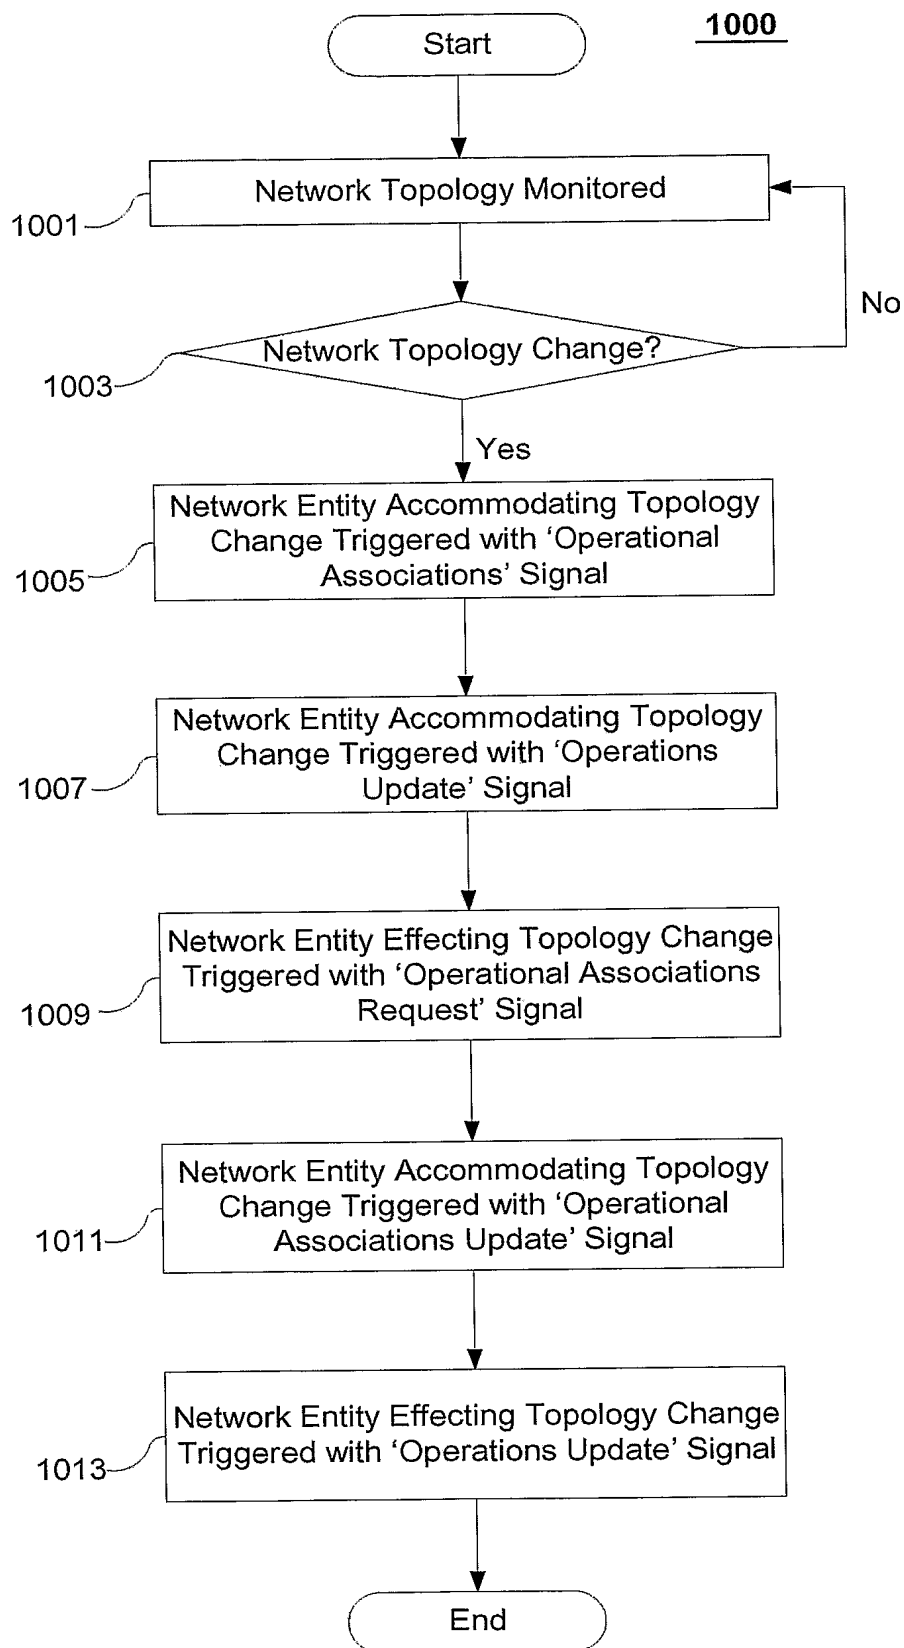 1000
Start
Network Topology Monitored
1001
No
Network Topology Change?
1003
Yes
Network Entity Accommodating Topology
Change Triggered with ‘Operational
Associations’ Signal
1005
Network Entity Accommodating Topology
Change Triggered with ‘Operations
Update’ Signal
1007
Network Entity Effecting Topology Change
Triggered with ‘Operational Associations
Request’ Signal
1009
Network Entity Accommodating Topology
Change Triggered with ‘Operational
Associations Update’ Signal
1011
Network Entity Effecting Topology Change
Triggered with ‘Operations Update’ Signal
1013
End